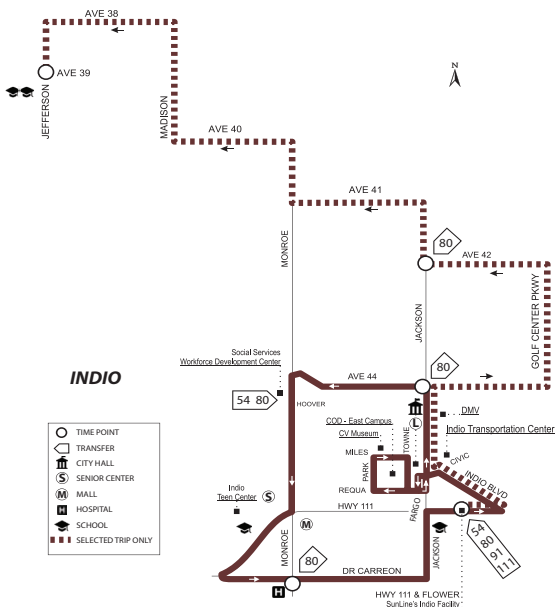 AVE 38
N
AVE 39
JEFFERSON
MADISON
AVE 40
AVE 41
80
MONROE
AVE 42
JACKSON
GOLF CENTER PKWY
Social Services
Workforce Development Center
AVE 44
80
INDIO
54 80
HOOVER
DMV
COD - East Campus
L
Indio Transportation Center
CV Museum
TOWNE
TIME POINT
TRANSFER
CITY HALL
S SENIOR CENTER
M MALL
H HOSPITAL
SCHOOL
SELECTED TRIP ONLY
MILES
PARK
CIVIC
INDIO BLVD
REQUA
FARGO
Indio
Teen Center
S
HWY 111
M
MONROE
JACKSON
54
80
91
111
80
DR CARREON
H
HWY 111 & FLOWER
SunLine's Indio Facility